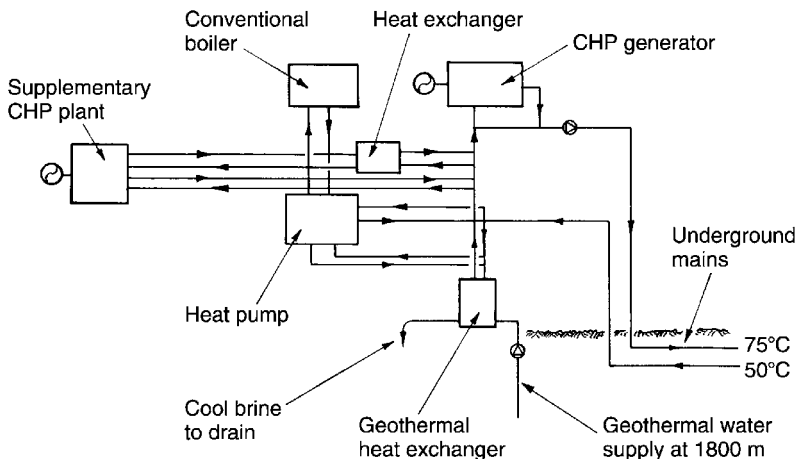 Conventional
boiler
Heat exchanger
CHP generator
Supplementary
CHP plant
Underground
mains
Heat pump
75°C
50°C
Cool brine
to drain
Geothermal
heat exchanger
Geothermal water
supply at 1800 m